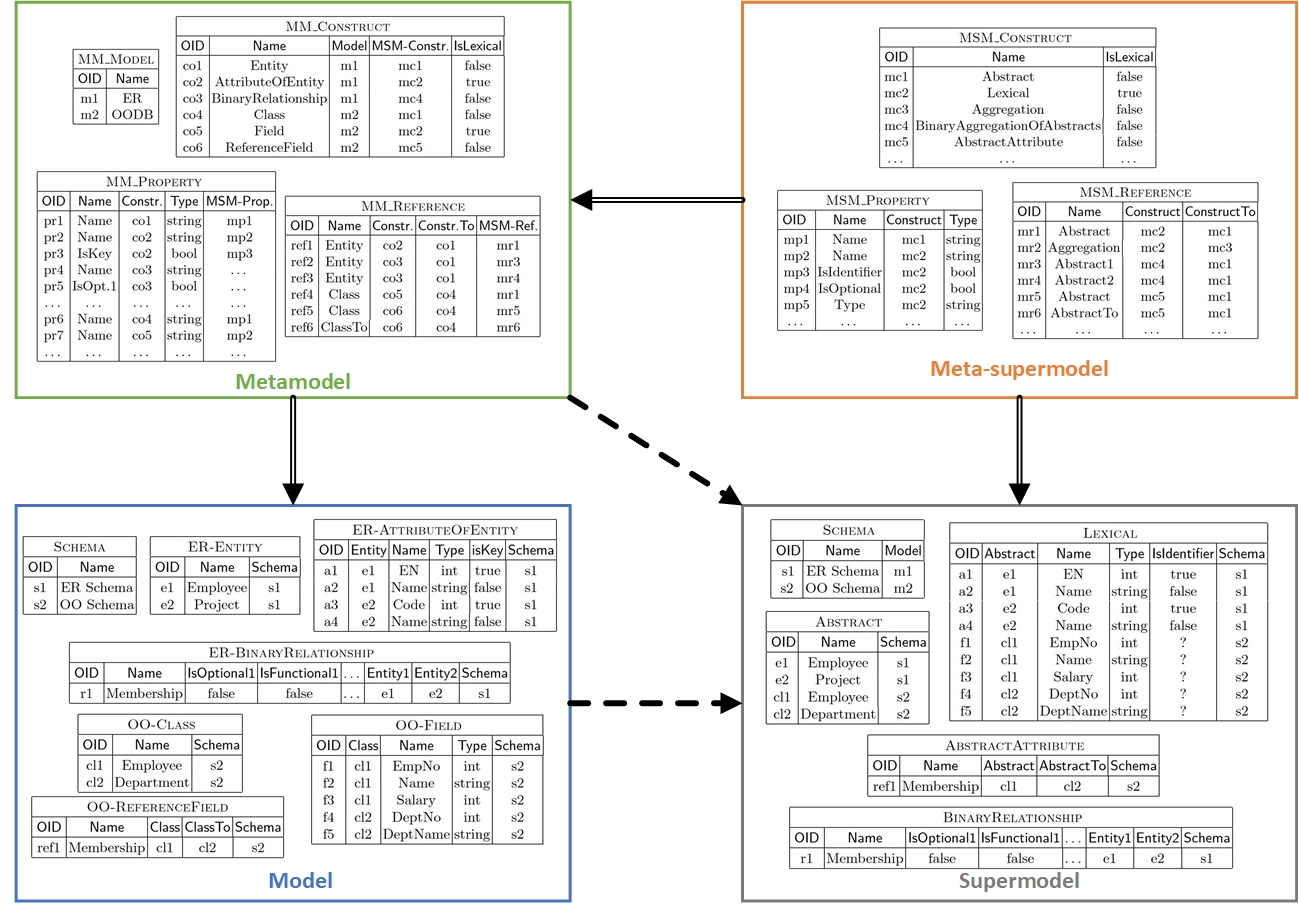 MM_CONSTRUCT
OID Name Model MSM-Constr. IsLexical
co1 Entity m1 mc1 false
co2 AttributeOfEntity m1 mc2 true
co3 BinaryRelationship m1 mc4 false
co4 Class m2 mc1 false
co5 Field m2 mc2 true
co6 ReferenceField m2 mc5 false
MM_MODEL
OID Name
m1 ER
m2 OODB
MM_PROPERTY
OID Name Constr. Type MSM-Prop.
pr1 Name co1 string mp1
pr2 Name co2 string mp2
pr3 IsKey co2 bool mp3
pr4 Name co3 string ...
pr5 IsOpt.1 co3 bool ...
... ... ... ... ...
pr6 Name co4 string mp1
pr7 Name co5 string mp2
... ... ... ... ...
MM_REFERENCE
OID Name Constr. Constr.To MSM-Ref.
ref1 Entity co2 co1 mr1
ref2 Entity co3 co1 mr3
ref3 Entity co3 co1 mr4
ref4 Class co5 co4 mr1
ref5 Class co6 co4 mr5
ref6 ClassTo co6 co4 mr6
Metamodel
MSM_CONSTRUCT
OID Name IsLexical
mc1 Abstract false
mc2 Lexical true
mc3 Aggregation false
mc4 BinaryAggregationOfAbstracts false
mc5 AbstractAttribute false
... ... ...
MSM_PROPERTY
OID Name Construct Type
mp1 Name mc1 string
mp2 Name mc2 string
mp3 IsIdentifier mc2 bool
mp4 IsOptional mc2 bool
mp5 Type mc2 string
... ... ... ...
MSM_REFERENCE
OID Name Construct ConstructTo
mr1 Abstract mc2 mc1
mr2 Aggregation mc2 mc3
mr3 Abstract1 mc4 mc1
mr4 Abstract2 mc4 mc1
mr5 Abstract mc5 mc1
mr6 AbstractTo mc5 mc1
... ... ... ...
Meta-supermodel
SCHEMA
OID Name
s1 ER Schema
s2 OO Schema
ER-ENTITY
OID Name Schema
e1 Employee s1
e2 Project s1
ER-ATTRIBUTEOFENTITY
OID Entity Name Type isKey Schema
a1 e1 EN int true s1
a2 e1 Name string false s1
a3 e2 Code int true s1
a4 e2 Name string false s1
ER-BINARYRELATIONSHIP
OID Name IsOptional1 IsFunctional1 ... Entity1 Entity2 Schema
r1 Membership false false ... e1 e2 s1
OO-CLASS
OID Name Schema
cl1 Employee s2
cl2 Department s2
OO-FIELD
OID Class Name Type Schema
f1 cl1 EmpNo int s2
f2 cl1 Name string s2
f3 cl1 Salary int s2
f4 cl2 DeptNo int s2
f5 cl2 DeptName string s2
OO-REFERENCEFIELD
OID Name Class ClassTo Schema
ref1 Membership cl1 cl2 s2
Model
SCHEMA
OID Name Model
s1 ER Schema m1
s2 OO Schema m2
ABSTRACT
OID Name Schema
e1 Employee s1
e2 Project s1
cl1 Employee s2
cl2 Department s2
LEXICAL
OID Abstract Name Type IsIdentifier Schema
a1 e1 EN int true s1
a2 e1 Name string false s1
a3 e2 Code int true s1
a4 e2 Name string false s1
f1 cl1 EmpNo int ? s2
f2 cl1 Name string ? s2
f3 cl1 Salary int ? s2
f4 cl2 DeptNo int ? s2
f5 cl2 DeptName string ? s2
ABSTRACTATTRIBUTE
OID Name Abstract AbstractTo Schema
ref1 Membership cl1 cl2 s2
BINARYRELATIONSHIP
OID Name IsOptional1 IsFunctional1 ... Entity1 Entity2 Schema
r1 Membership false false ... e1 e2 s1
Supermodel